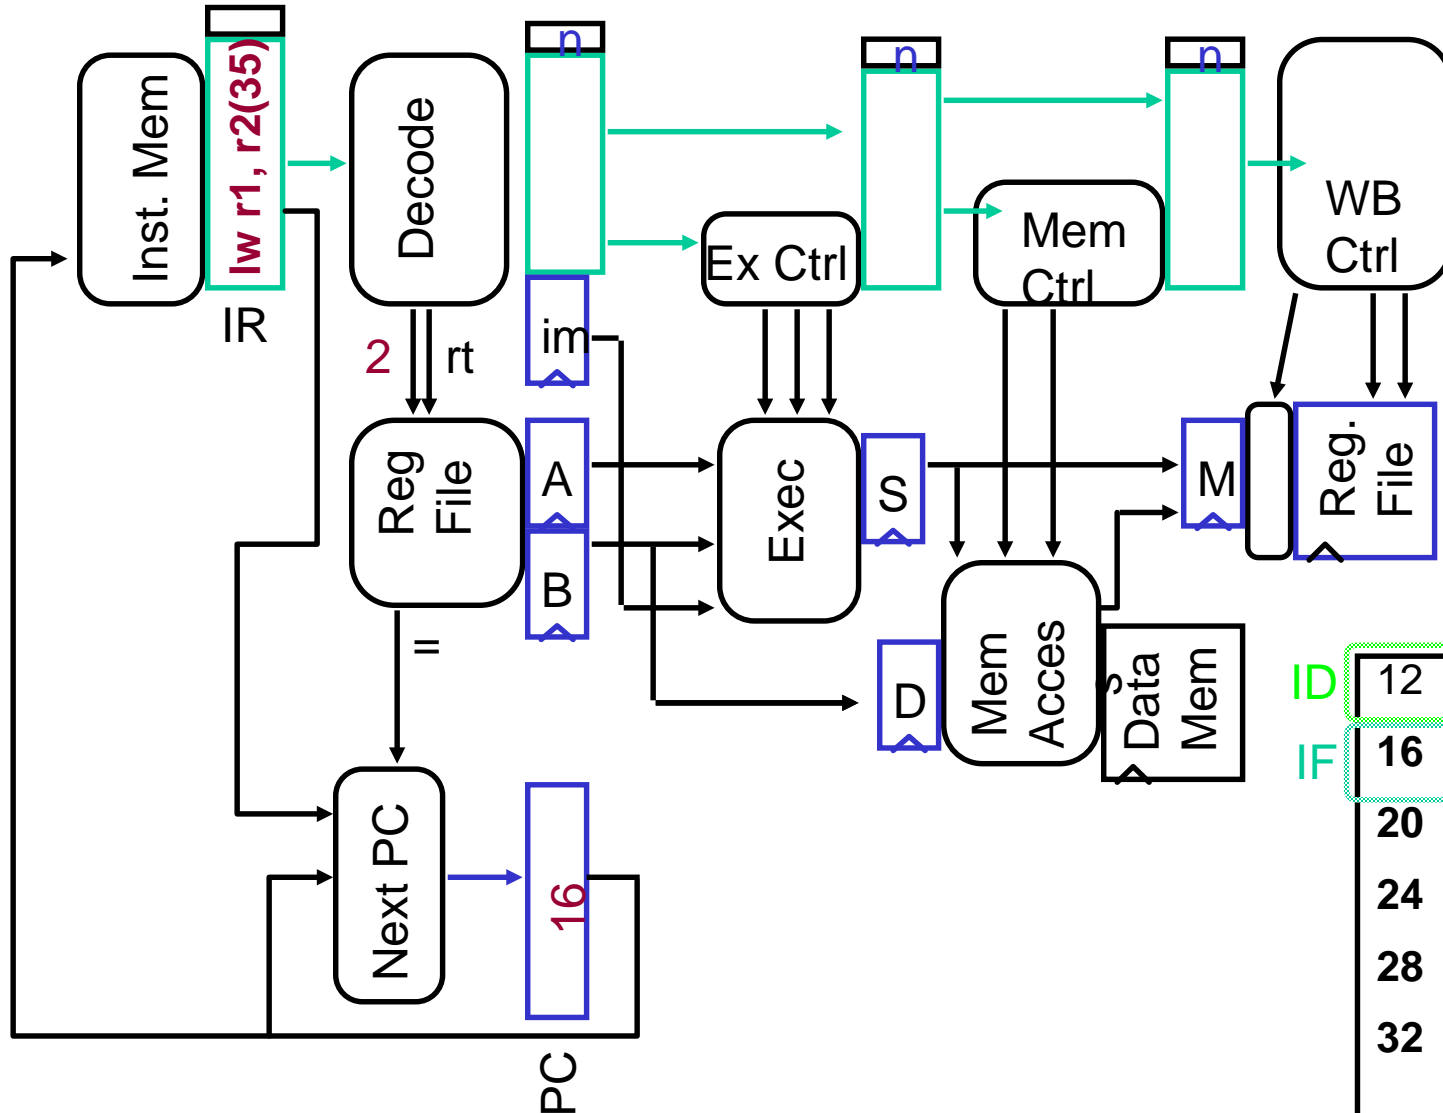 n
n
n
Inst. Mem
lw r1, r2(35)
Decode
WB
Ctrl
Ex Ctrl
Mem
Ctrl
IR
im
2
rt
Reg
File
A
B
Exec
S
M
Reg.
File
=
D
Mem
Acces
s
Data
Mem
ID
12
IF
16
20
24
28
32
Next PC
16
PC